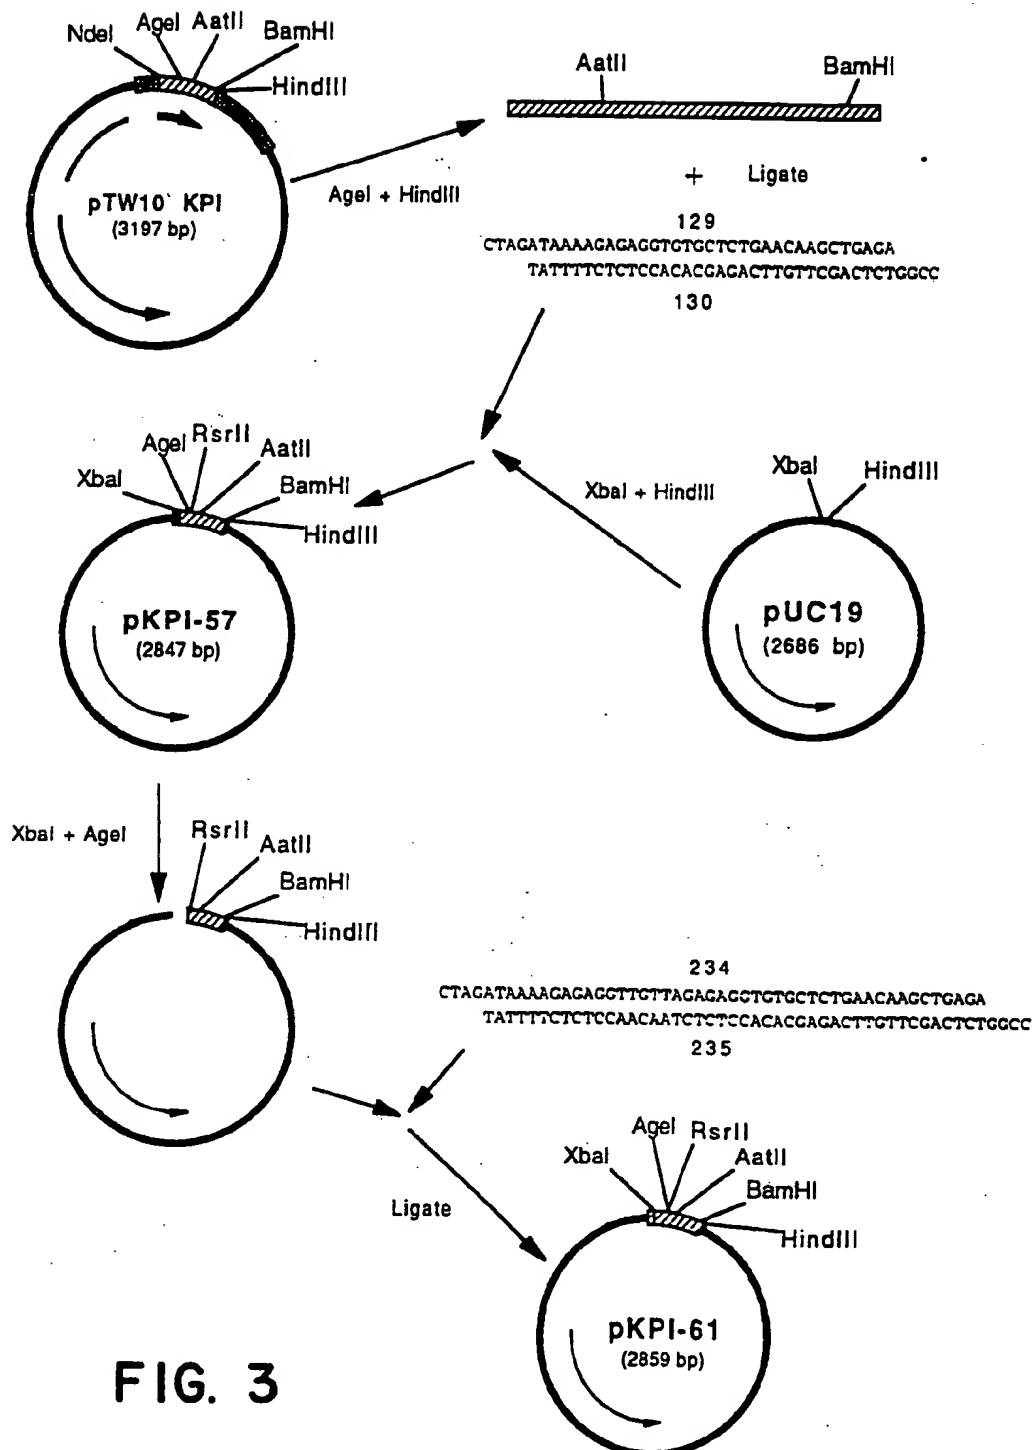 NdeI
AgeI
AatII
BamHI
HindIII
pTW10` KPI
(3197 bp)
AgeI + HindIII
AatII
BamHI
+ Ligate
129
CTAGATAAAAGAGAGGTGTGCTCTGAACAAGCTGAGA
TATTTTCTCTCCACACGAGACTTGTTCGACTCTGGCC
130
XbaI
AgeI
RsrII
AatII
BamHI
HindIII
pKPI-57
(2847 bp)
XbaI + HindIII
XbaI
HindIII
pUC19
(2686 bp)
XbaI + AgeI
RsrII
AatII
BamHI
HindIII
234
CTAGATAAAAGAGAGGTTGTTAGAGAGGTGTGCTCTGAACAAGCTGAGA
TATTTTCTCTCCAACAATCTCTCCACACGAGACTTGTTCGACTCTGGCC
235
Ligate
XbaI
AgeI
RsrII
AatII
BamHI
HindIII
pKPI-61
(2859 bp)
FIG. 3